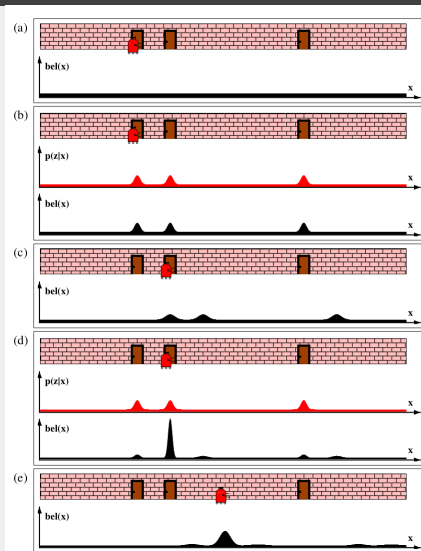 (a)
bel(x)
x
(b)
p(z|x)
x
bel(x)
x
(c)
bel(x)
x
(d)
p(z|x)
x
bel(x)
x
(e)
bel(x)
x